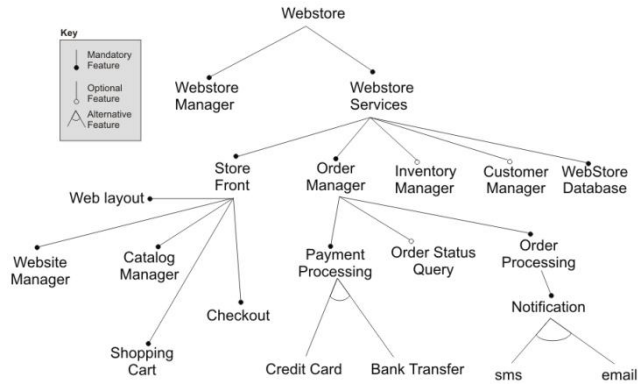 Webstore
Key
Mandatory
Feature
Optional
Feature
Alternative
Feature
Webstore
Manager
Webstore
Services
Store
Front
Order
Manager
Inventory
Manager
Customer
Manager
WebStore
Database
Web layout
Website
Manager
Catalog
Manager
Payment
Processing
Order Status
Query
Order
Processing
Checkout
Notification
Shopping
Cart
Credit Card
Bank Transfer
sms
email